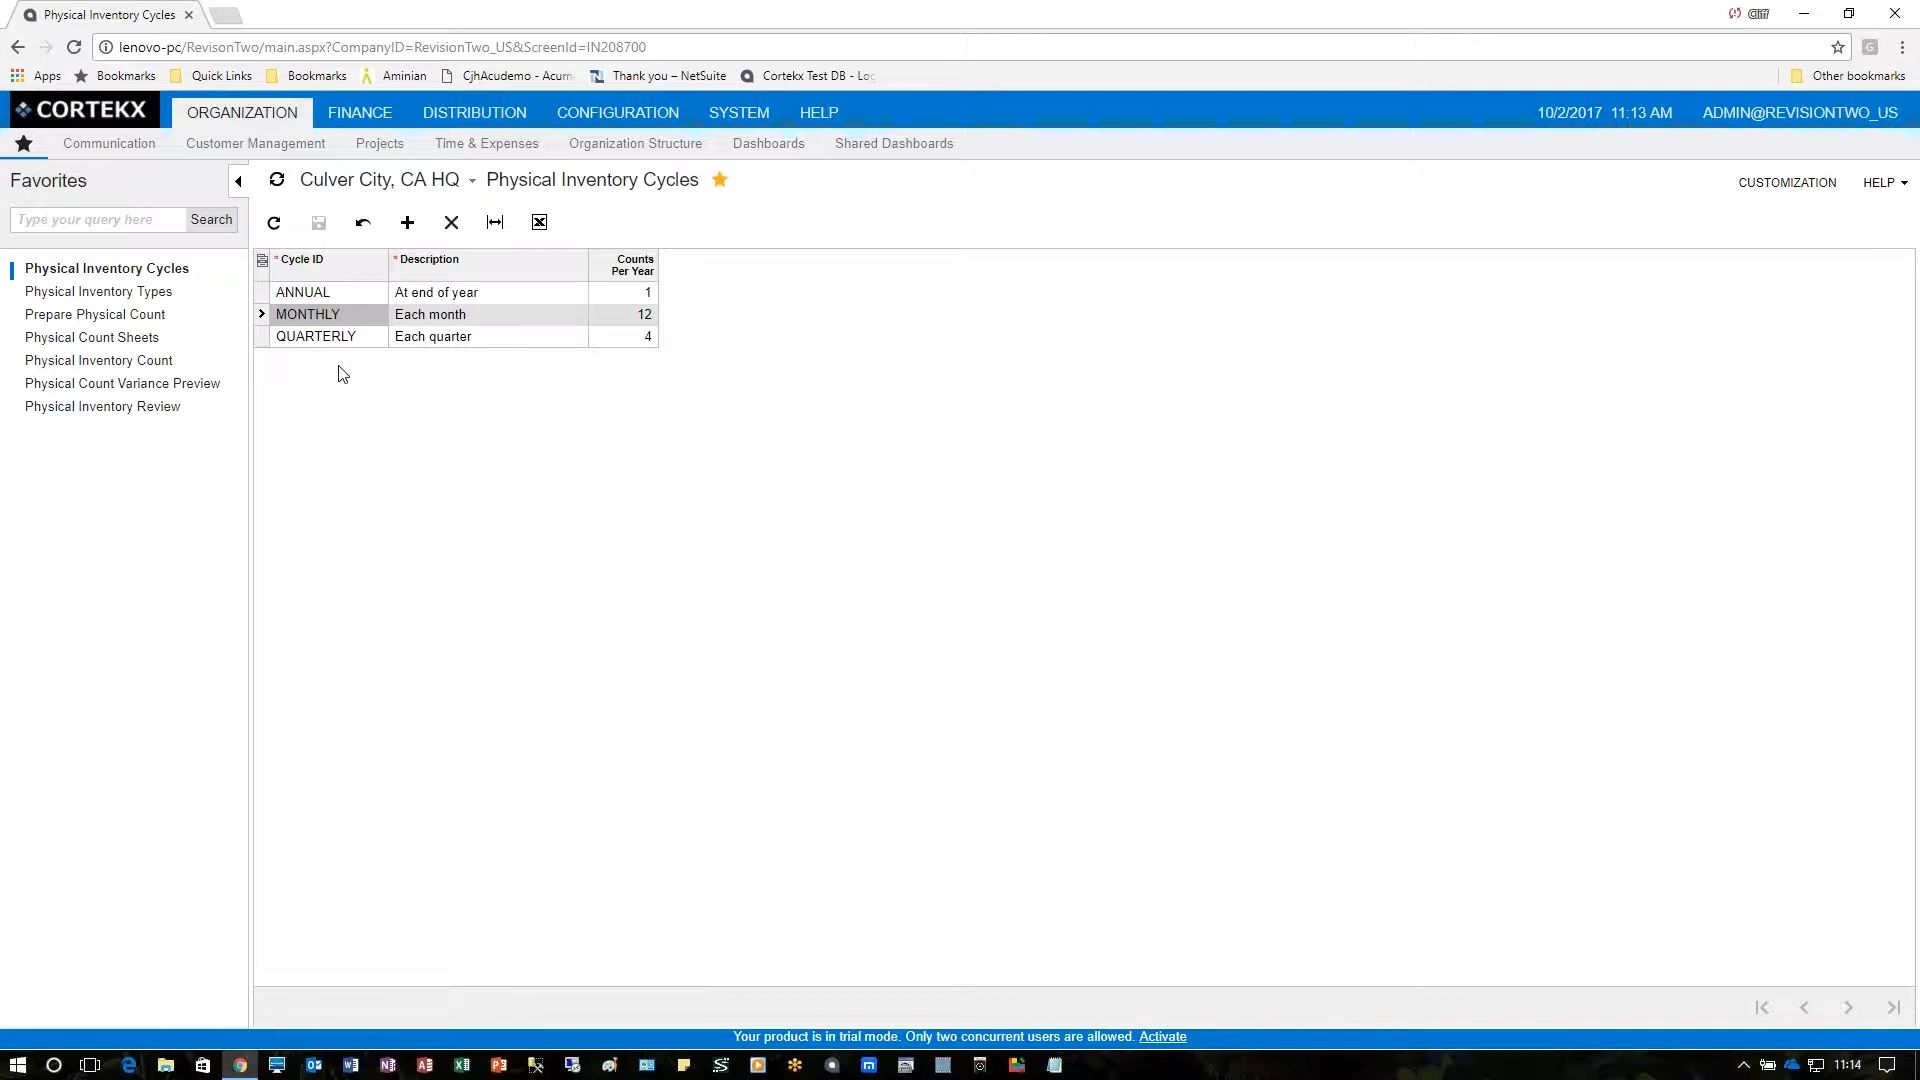 Physical Inventory Cycles
lenovo-pc/RevisonTwo/main.aspx?CompanyID=RevisionTwo_US&ScreenId=IN208700
Apps Bookmarks Quick Links Bookmarks Aminian CjhAcudemo - Acum Thank you – NetSuite Cortekx Test DB - Log Other bookmarks
CORTEKX ORGANIZATION FINANCE DISTRIBUTION CONFIGURATION SYSTEM HELP 10/2/2017 11:13 AM ADMIN@REVISIONTWO_US
Communication Customer Management Projects Time & Expenses Organization Structure Dashboards Shared Dashboards
Favorites
Type your query here Search
Physical Inventory Cycles
Physical Inventory Types
Prepare Physical Count
Physical Count Sheets
Physical Inventory Count
Physical Count Variance Preview
Physical Inventory Review
Culver City, CA HQ Physical Inventory Cycles CUSTOMIZATION HELP
* Cycle ID * Description Counts Per Year
ANNUAL At end of year 1
MONTHLY Each month 12
QUARTERLY Each quarter 4
Your product is in trial mode. Only two concurrent users are allowed. Activate
11:14